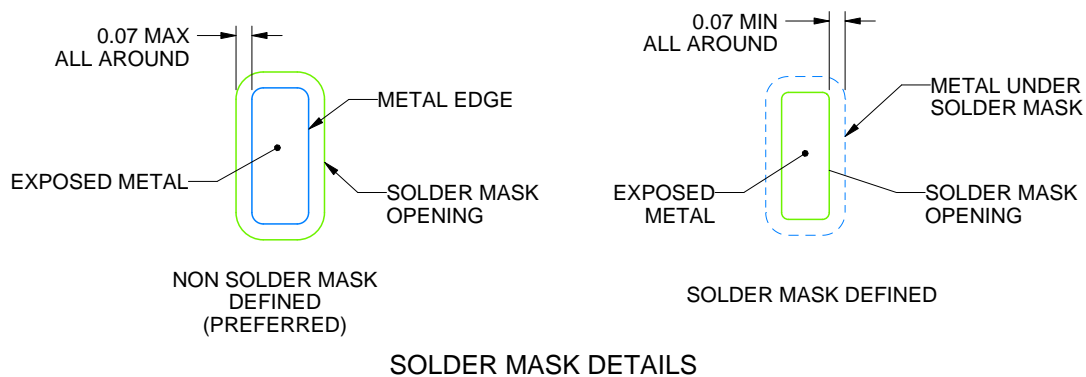 0.07 MAX
ALL AROUND
METAL EDGE
EXPOSED METAL
SOLDER MASK
OPENING
NON SOLDER MASK
DEFINED
(PREFERRED)
0.07 MIN
ALL AROUND
METAL UNDER
SOLDER MASK
EXPOSED
METAL
SOLDER MASK
OPENING
SOLDER MASK DEFINED
SOLDER MASK DETAILS